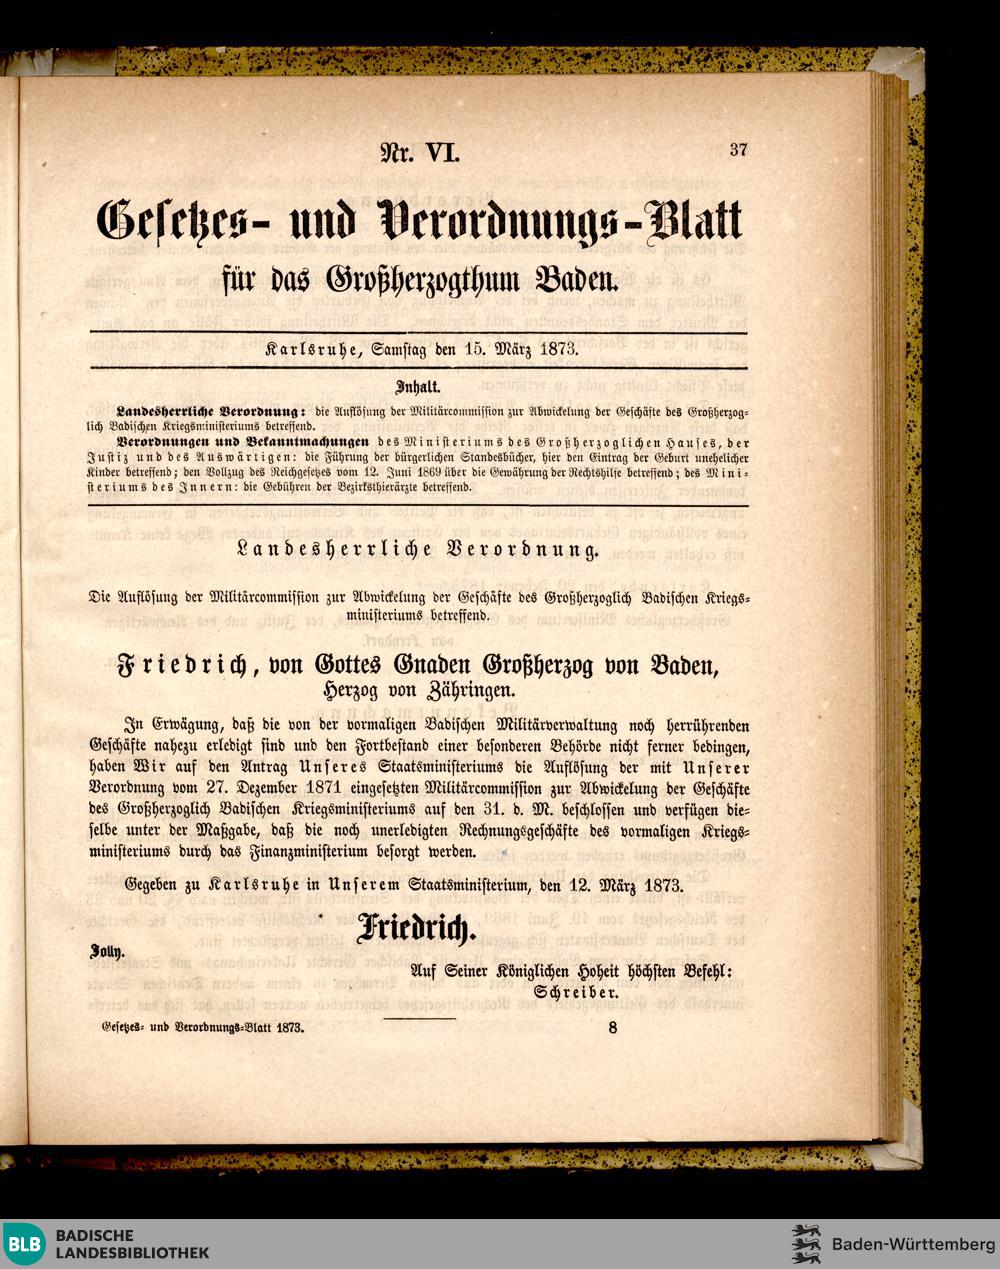 Nr. VI.
37
Gesetzes- und Verordnungs-Blatt
für das Großherzogthum Baden.
Karlsruhe, Samstag den 15. März 1873.
Inhalt.
Landesherrliche Verordnung: die Auflösung der Militärcommission zur Abwickelung der Geschäfte des Großherzog-
lich Badischen Kriegsministeriums betreffend.
Verordnungen und Bekanntmachungen des Ministeriums des Großherzoglichen Hauses, der
Justiz und des Auswärtigen: die Führung der bürgerlichen Standesbücher, hier den Eintrag der Geburt unehelicher
Kinder betreffend; den Vollzug des Reichgesetzes vom 12. Juni 1869 über die Gewährung der Rechtshilfe betreffend; des Mini-
steriums des Innern: die Gebühren der Bezirksthierärzte betreffend.
Landesherrliche Verordnung.
Die Auflösung der Militärcommission zur Abwickelung der Geschäfte des Großherzoglich Badischen Kriegs-
ministeriums betreffend.
Friedrich, von Gottes Gnaden Großherzog von Baden,
Herzog von Zähringen.
In Erwägung, daß die von der vormaligen Badischen Militärverwaltung noch herrührenden
Geschäfte nahezu erledigt sind und den Fortbestand einer besonderen Behörde nicht ferner bedingen,
haben Wir auf den Antrag Unseres Staatsministeriums die Auflösung der mit Unserer
Verordnung vom 27. Dezember 1871 eingesetzten Militärcommission zur Abwickelung der Geschäfte
des Großherzoglich Badischen Kriegsministeriums auf den 31. d. M. beschlossen und verfügen die-
selbe unter der Maßgabe, daß die noch unerledigten Rechnungsgeschäfte des vormaligen Kriegs-
ministeriums durch das Finanzministerium besorgt werden.
Gegeben zu Karlsruhe in Unserem Staatsministerium, den 12. März 1873.
Friedrich.
Jolly.
Auf Seiner Königlichen Hoheit höchsten Befehl:
Schreiber.
Gesetzes- und Verordnungs-Blatt 1873.
8
BLB
BADISCHE
LANDESBIBLIOTHEK
Baden-Württemberg